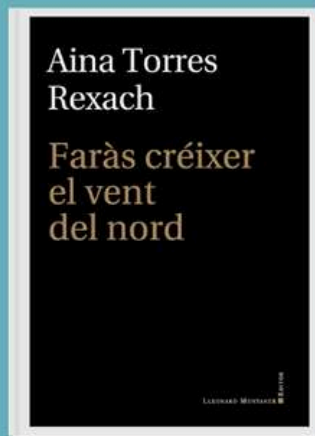 Aina Torres
Rexach
Faràs créixer
el vent
del nord
Lleonard Muntaner Editor